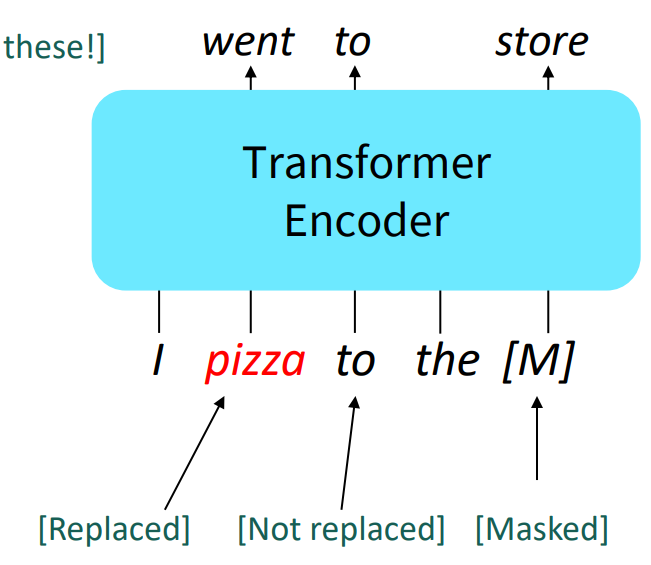 these!] went to store
Transformer
Encoder
I pizza to the [M]
[Replaced] [Not replaced] [Masked]